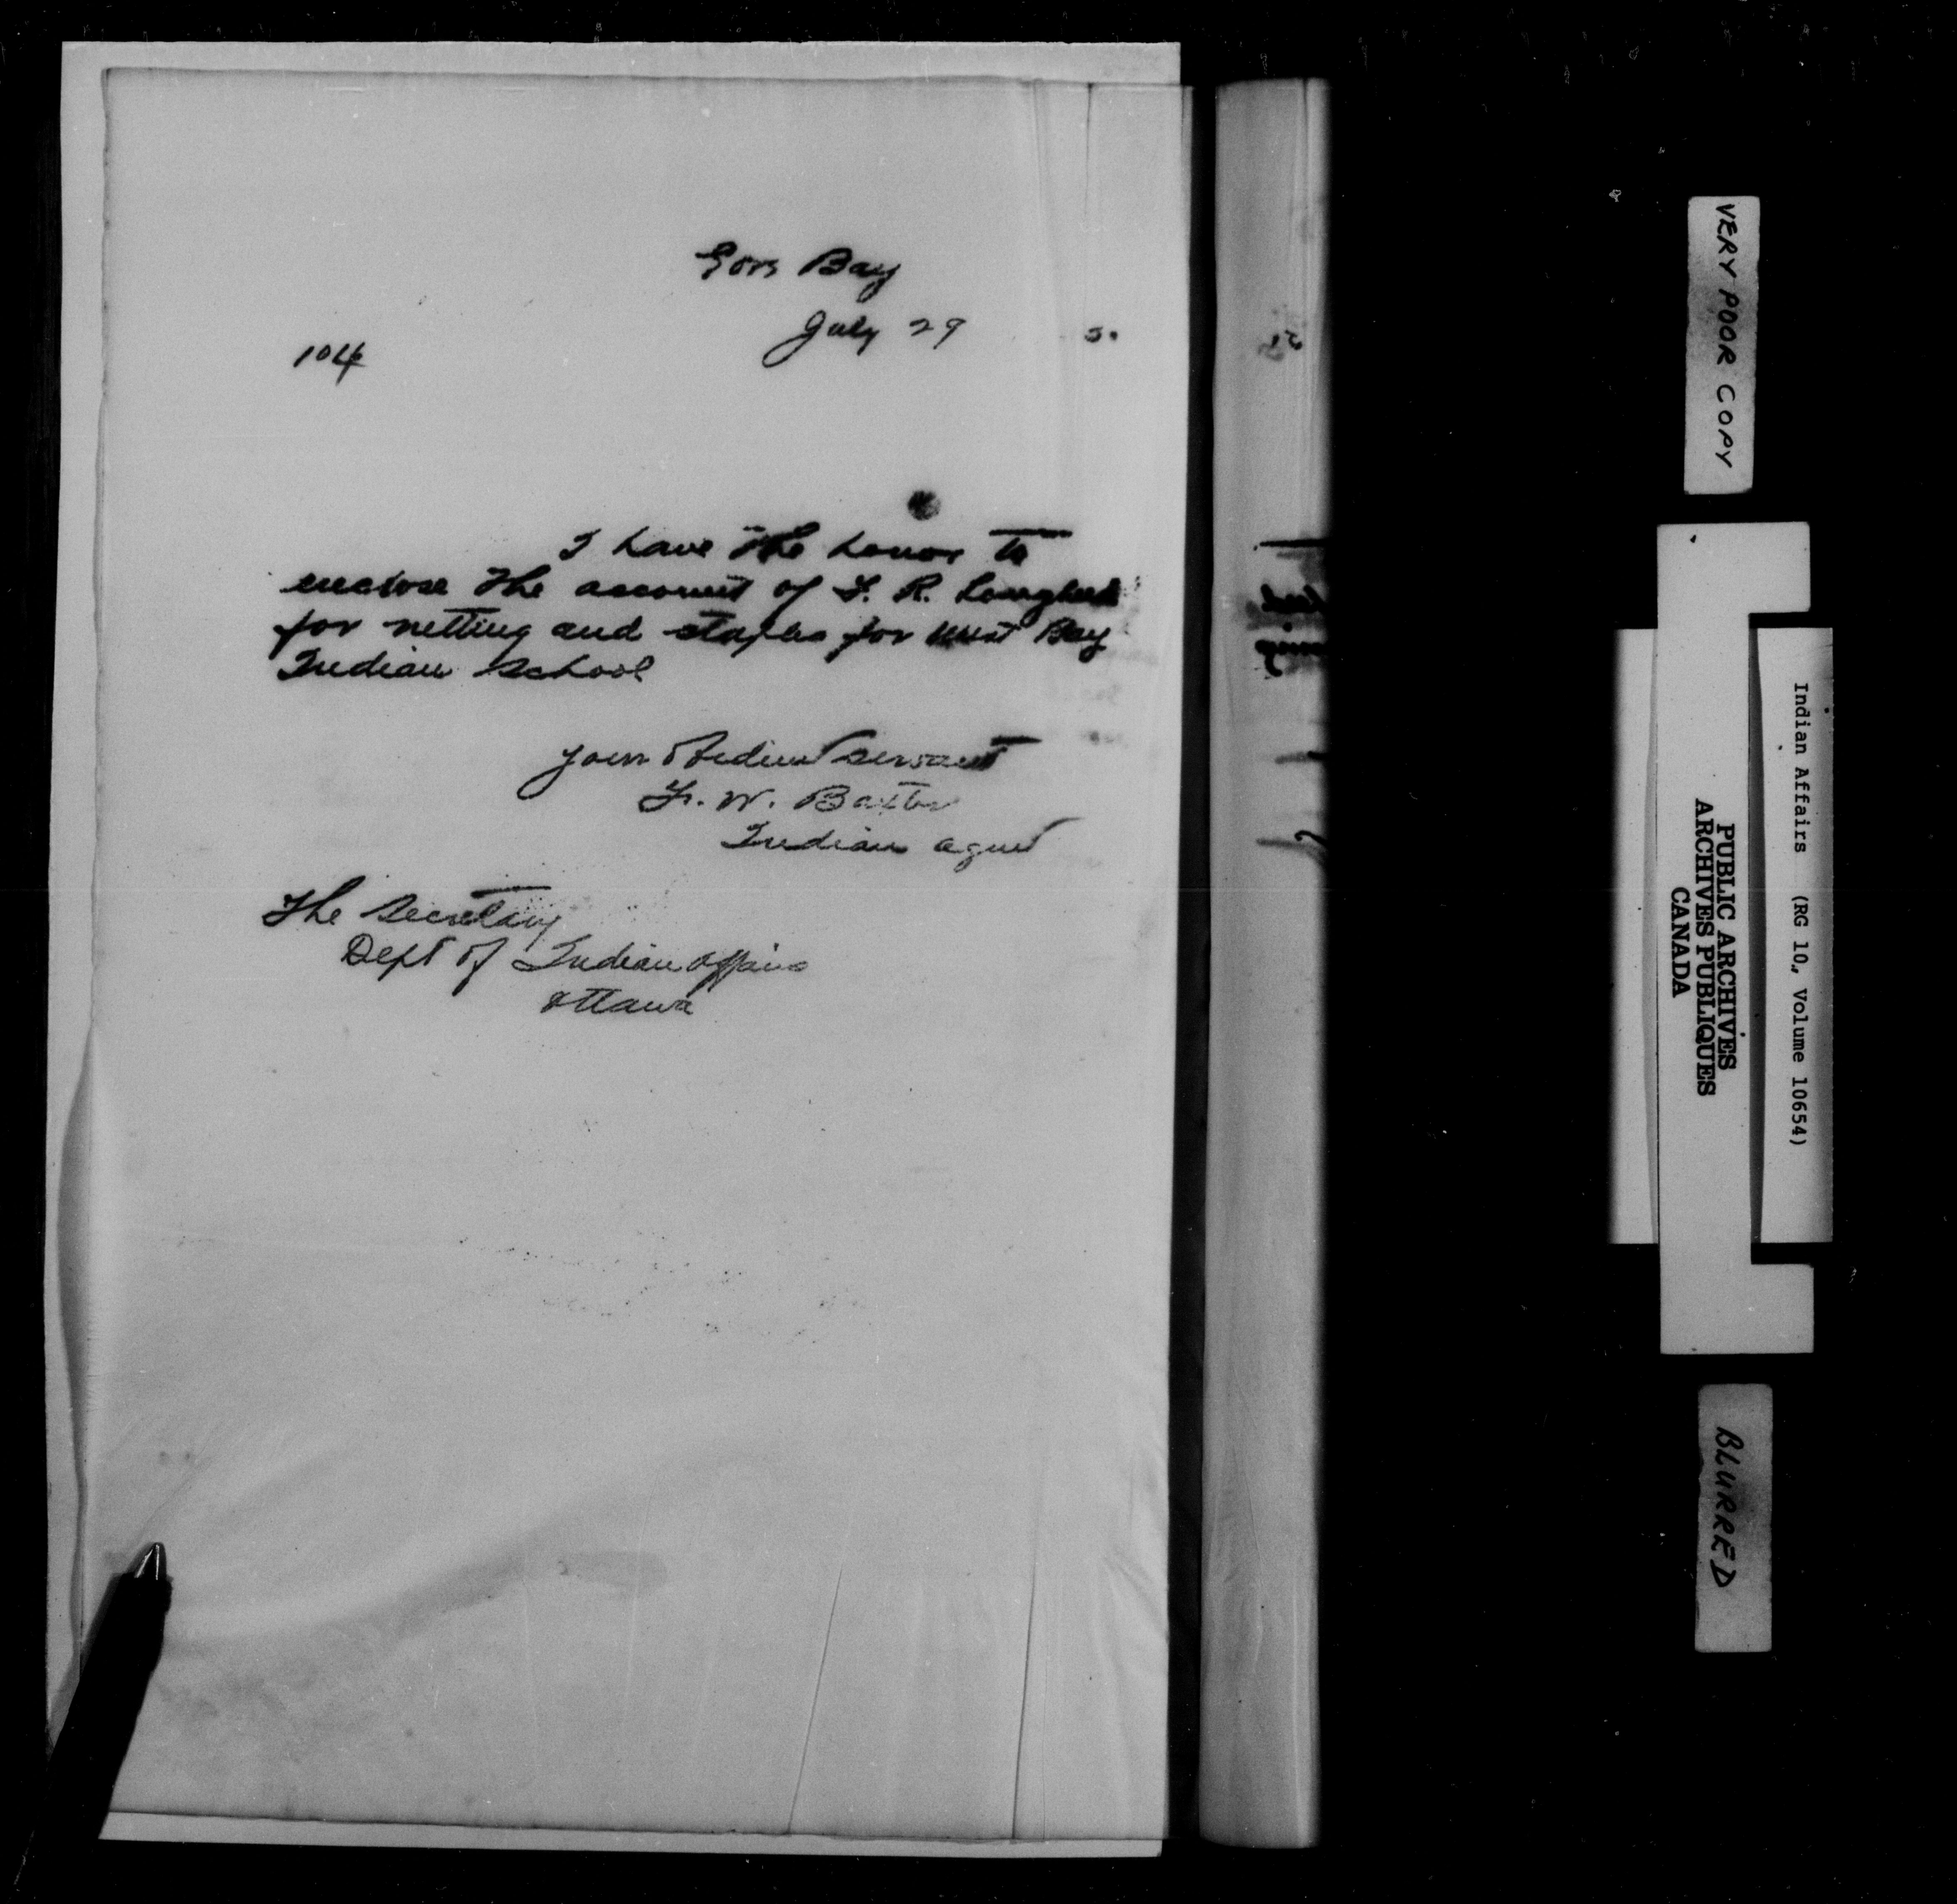 Gore Bay
July 29
104
I have the honor to
enclose the account of F. R.
for netting and staples for West Bay
Indian School
Your Obedient Servant
W. Baxter
Indian agent
The Secretary
Dept of Indian Affairs
Ottawa
VERY POOR COPY
Indian Affairs (RG 10, Volume 10654)
PUBLIC ARCHIVES
ARCHIVES PUBLIQUES
CANADA
BLURRED